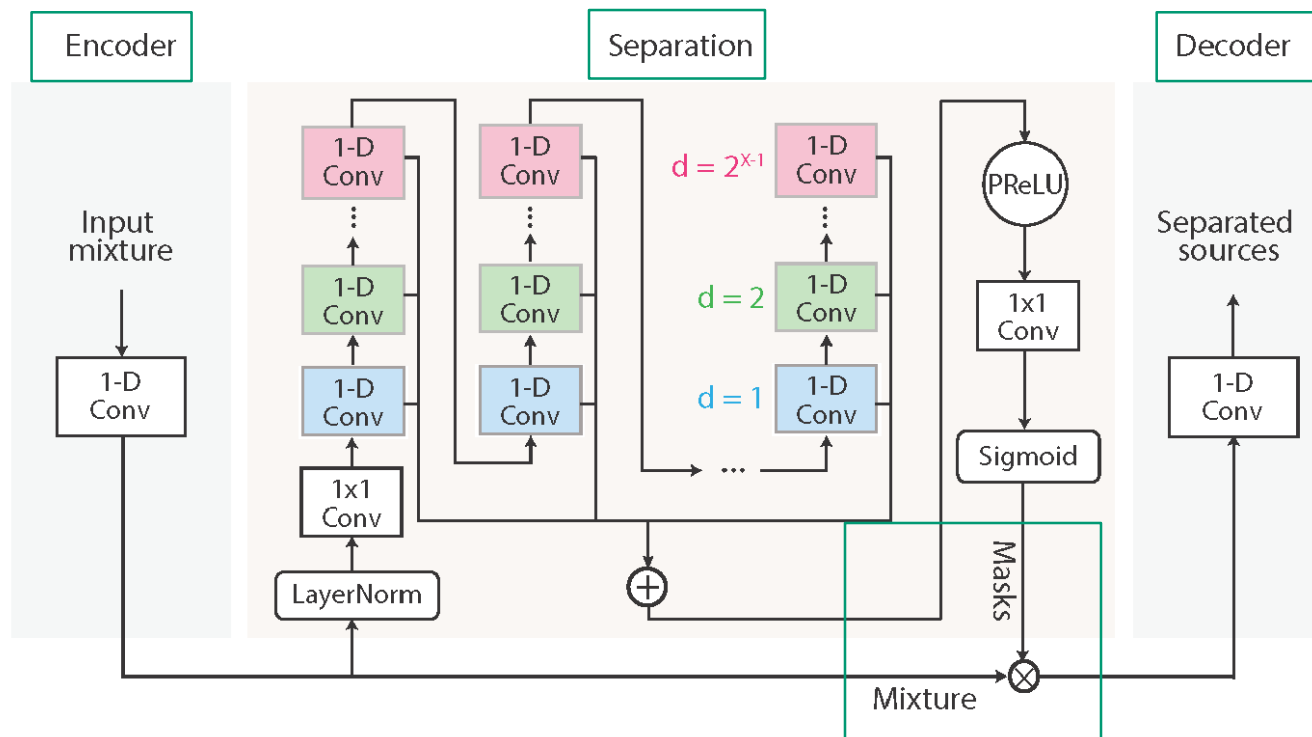 Encoder
Separation
Decoder
Input
mixture
1-D
Conv
1-D
Conv
⋮
1-D
Conv
1-D
Conv
1x1
Conv
LayerNorm
1-D
Conv
⋮
1-D
Conv
1-D
Conv
...
d = 2^{X-1}
d = 2
d = 1
1-D
Conv
⋮
1-D
Conv
1-D
Conv
+
PReLU
1x1
Conv
Sigmoid
Masks
Mixture
×
Separated
sources
1-D
Conv